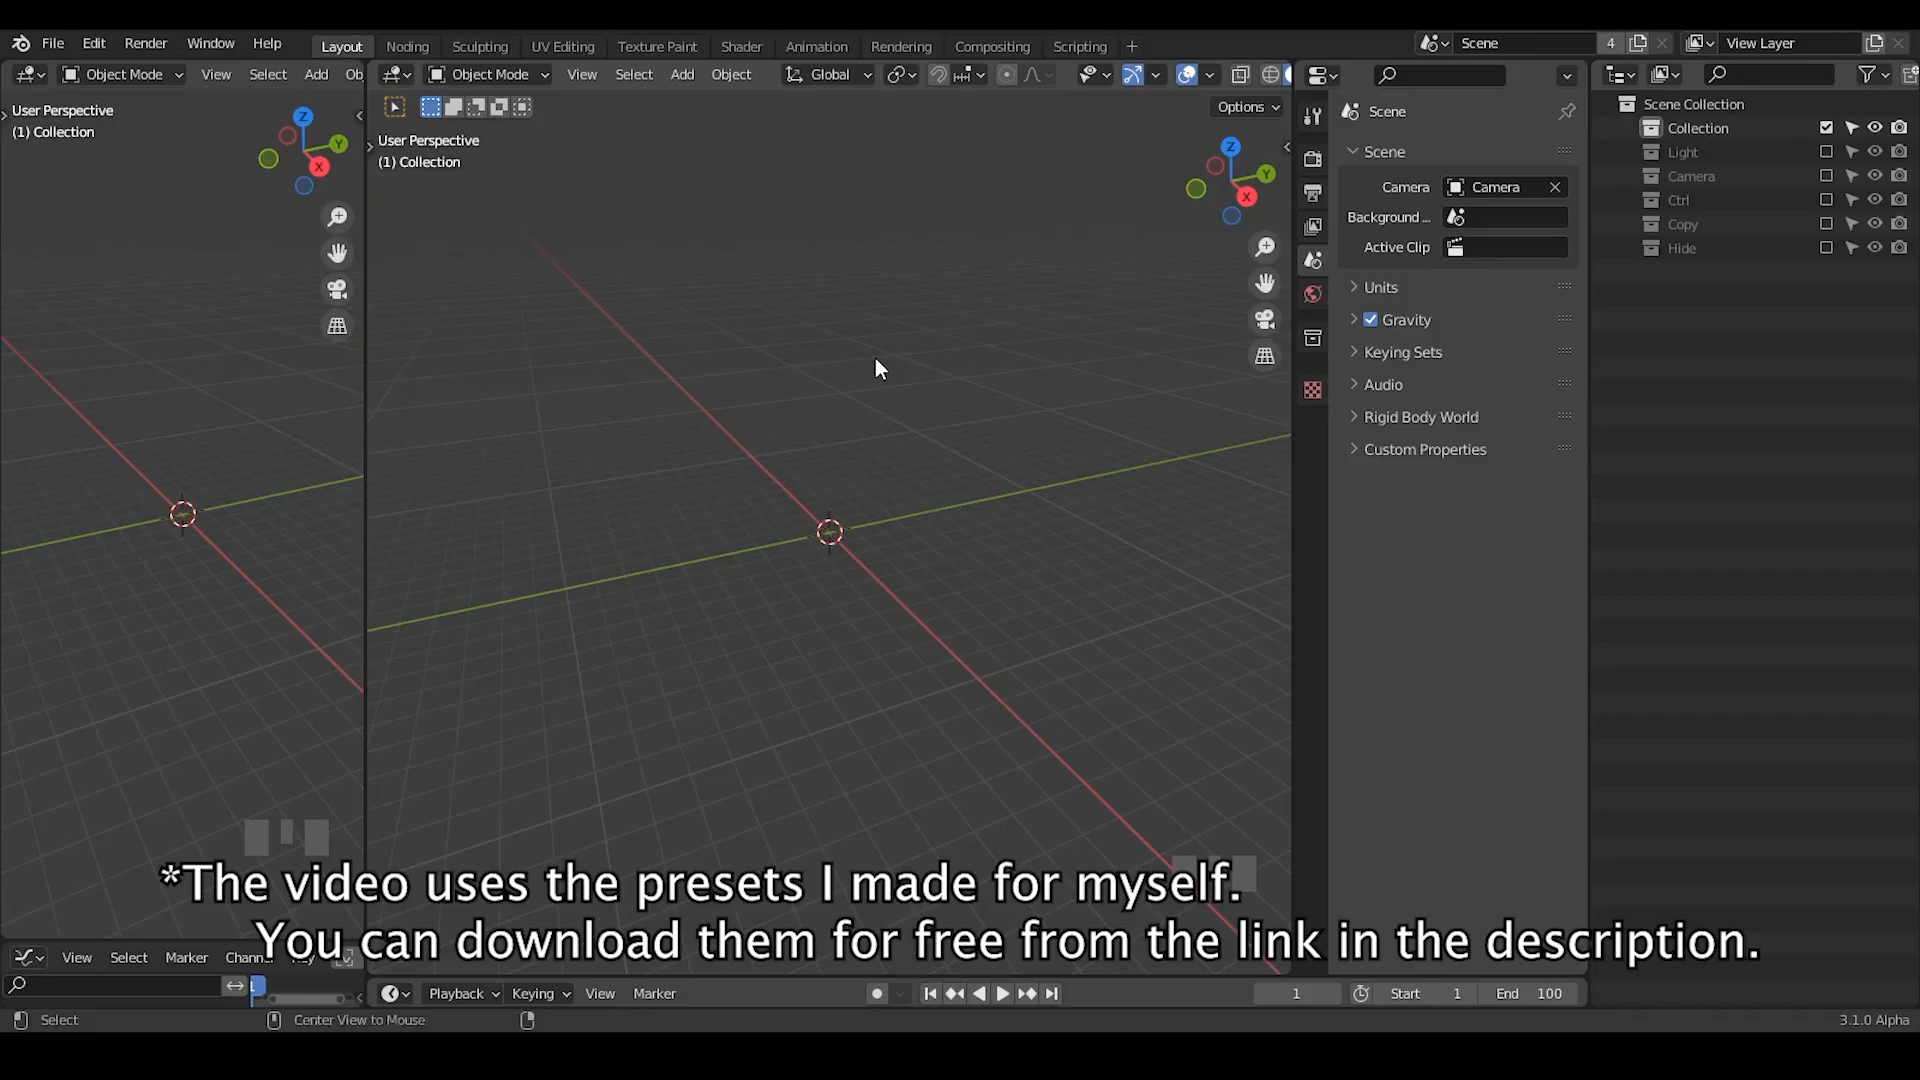 File Edit Render Window Help Layout Noding Sculpting UV Editing Texture Paint Shader Animation Rendering Compositing Scripting + Scene 4 View Layer
Object Mode View Select Add Ob Object Mode View Select Add Object Global
Options
User Perspective
(1) Collection
Z
Y
X
User Perspective
(1) Collection
Z
Y
X
Scene
Scene
Camera Camera
Background ...
Active Clip
Units
Gravity
Keying Sets
Audio
Rigid Body World
Custom Properties
Scene Collection
Collection
Light
Camera
Ctrl
Copy
Hide
*The video uses the presets I made for myself.
You can download them for free from the link in the description.
View Select Marker
1
Playback Keying View Marker 1 Start 1 End 100
Select Center View to Mouse 3.1.0 Alpha